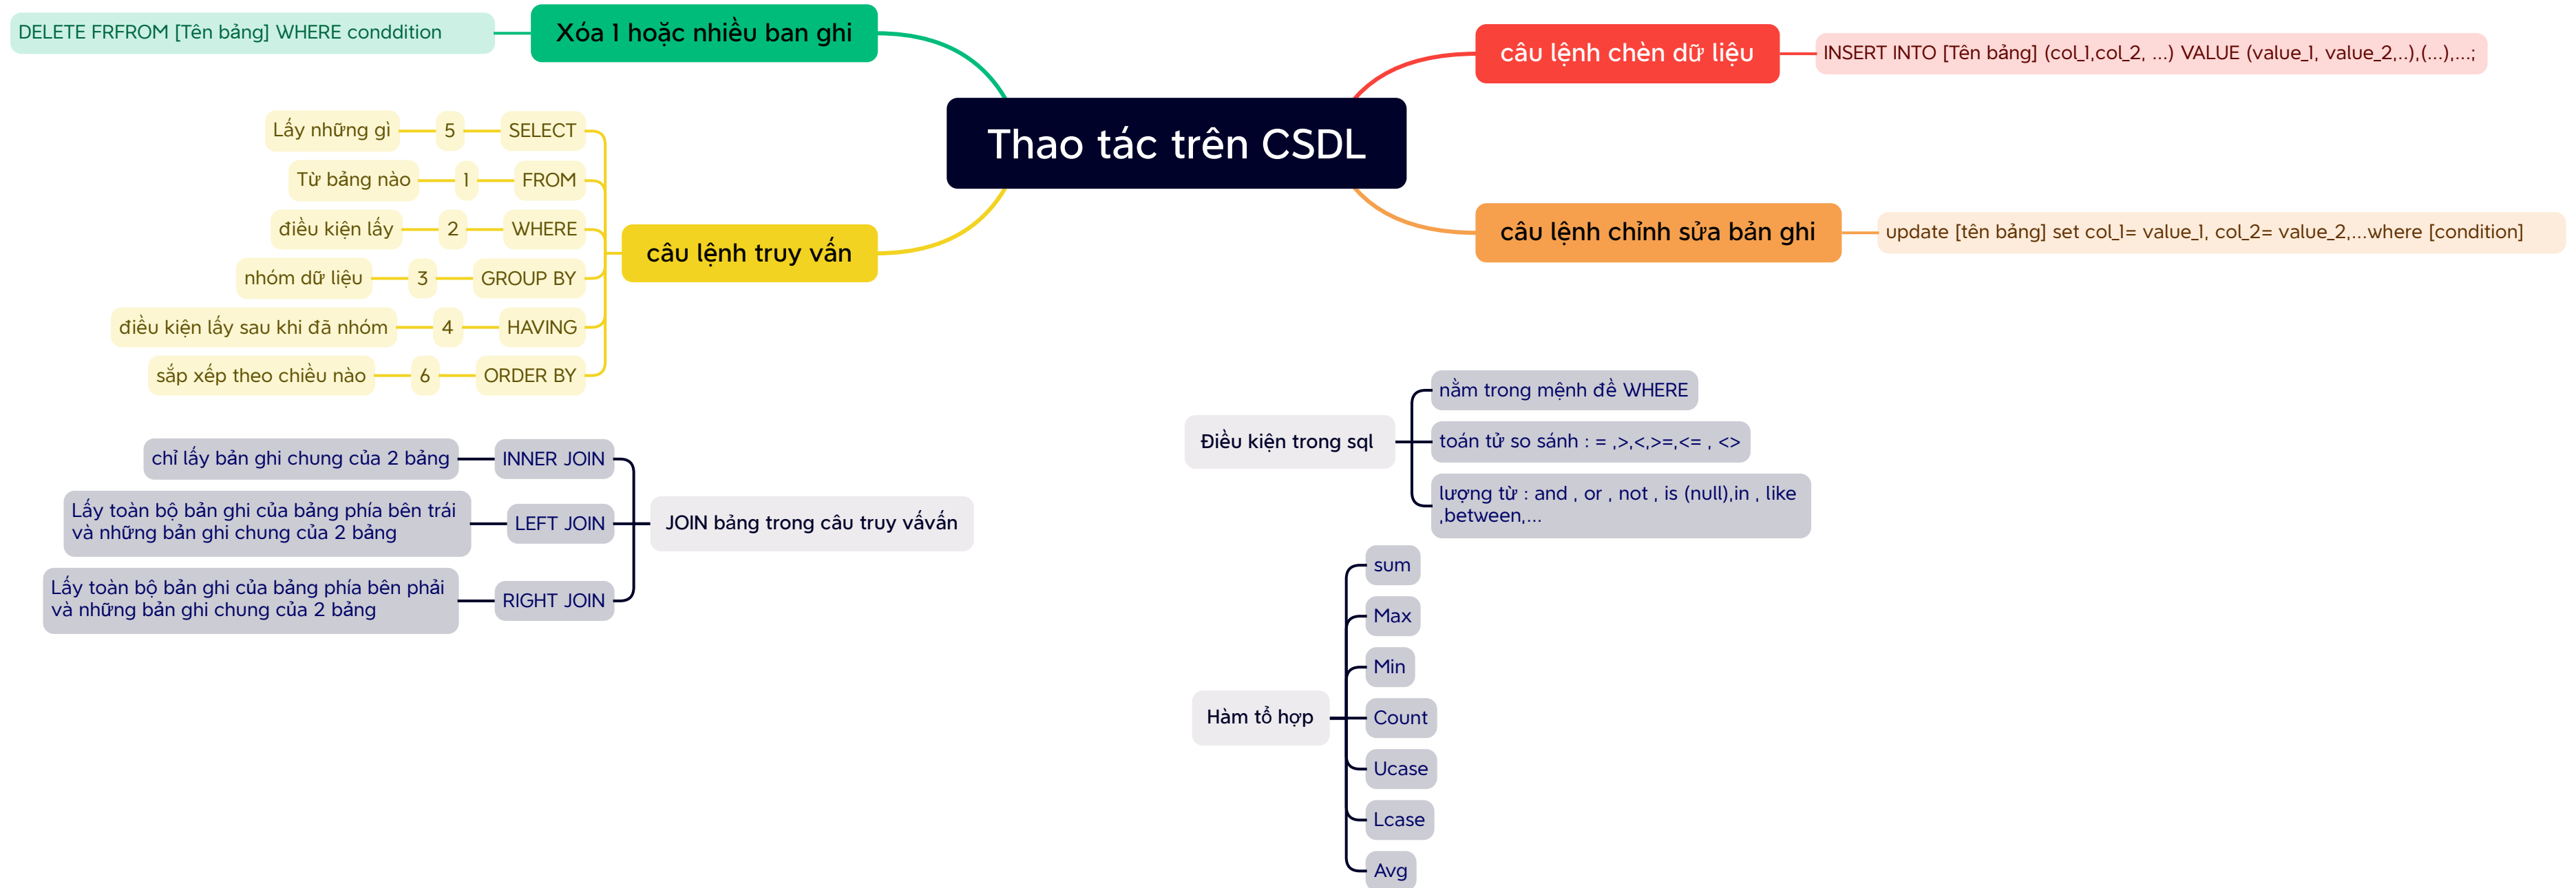 Thao tác trên CSDL
câu lệnh chèn dữ liệu
INSERT INTO [Tên bảng] (col_1,col_2, ...) VALUE (value_1, value_2,..),(...),...;
câu lệnh chỉnh sửa bản ghi
update [tên bảng] set col_1= value_1, col_2= value_2,...where [condition]
Xóa 1 hoặc nhiều ban ghi
DELETE FRFROM [Tên bảng] WHERE conddition
câu lệnh truy vấn
SELECT
5
Lấy những gì
FROM
1
Từ bảng nào
WHERE
2
điều kiện lấy
GROUP BY
3
nhóm dữ liệu
HAVING
4
điều kiện lấy sau khi đã nhóm
ORDER BY
6
sắp xếp theo chiều nào
JOIN bảng trong câu truy vấvấn
INNER JOIN
chỉ lấy bản ghi chung của 2 bảng
LEFT JOIN
Lấy toàn bộ bản ghi của bảng phía bên trái
và những bản ghi chung của 2 bảng
RIGHT JOIN
Lấy toàn bộ bản ghi của bảng phía bên phải
và những bản ghi chung của 2 bảng
Điều kiện trong sql
nằm trong mệnh đề WHERE
toán tử so sánh : = ,>,<,>=,<= , <>
lượng từ : and , or , not , is (null),in , like
,between,...
Hàm tổ hợp
sum
Max
Min
Count
Ucase
Lcase
Avg